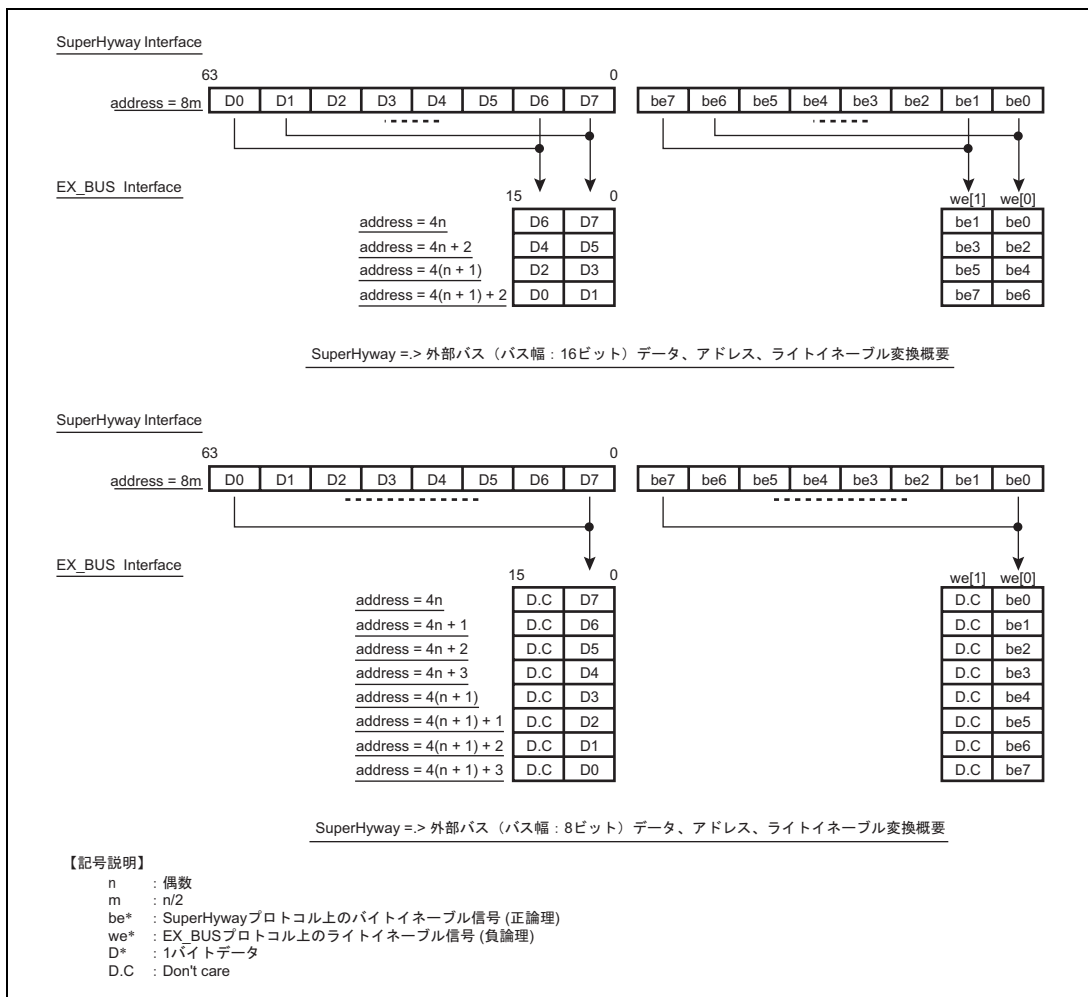 SuperHyway Interface
63 0
address = 8m D0 D1 D2 D3 D4 D5 D6 D7 be7 be6 be5 be4 be3 be2 be1 be0
EX_BUS Interface
15 0 we[1] we[0]
address = 4n D6 D7 be1 be0
address = 4n + 2 D4 D5 be3 be2
address = 4(n + 1) D2 D3 be5 be4
address = 4(n + 1) + 2 D0 D1 be7 be6
SuperHyway =.> 外部バス（バス幅：16ビット）データ、アドレス、ライトイネーブル変換概要
SuperHyway Interface
63 0
address = 8m D0 D1 D2 D3 D4 D5 D6 D7 be7 be6 be5 be4 be3 be2 be1 be0
EX_BUS Interface
15 0 we[1] we[0]
address = 4n D.C D7 D.C be0
address = 4n + 1 D.C D6 D.C be1
address = 4n + 2 D.C D5 D.C be2
address = 4n + 3 D.C D4 D.C be3
address = 4(n + 1) D.C D3 D.C be4
address = 4(n + 1) + 1 D.C D2 D.C be5
address = 4(n + 1) + 2 D.C D1 D.C be6
address = 4(n + 1) + 3 D.C D0 D.C be7
SuperHyway =.> 外部バス（バス幅：8ビット）データ、アドレス、ライトイネーブル変換概要
【記号説明】
n ：偶数
m ：n/2
be* ：SuperHywayプロトコル上のバイトイネーブル信号 (正論理)
we* ：EX_BUSプロトコル上のライトイネーブル信号 (負論理)
D* ：1バイトデータ
D.C ：Don't care